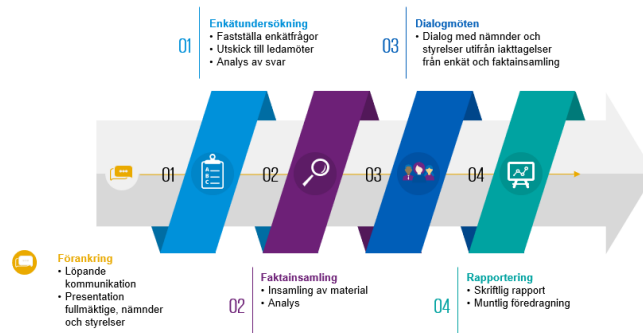 01
Enkätundersökning
• Fastställa enkätfrågor
• Utskick till ledamöter
• Analys av svar
03
Dialogmöten
• Dialog med nämnder och
styrelser utifrån iakttagelser
från enkät och faktainsamling
01
A
B
C
02
03
04
Förankring
• Löpande
kommunikation
• Presentation
fullmäktige, nämnder
och styrelser
02
Faktainsamling
• Insamling av material
• Analys
04
Rapportering
• Skriftlig rapport
• Muntlig föredragning